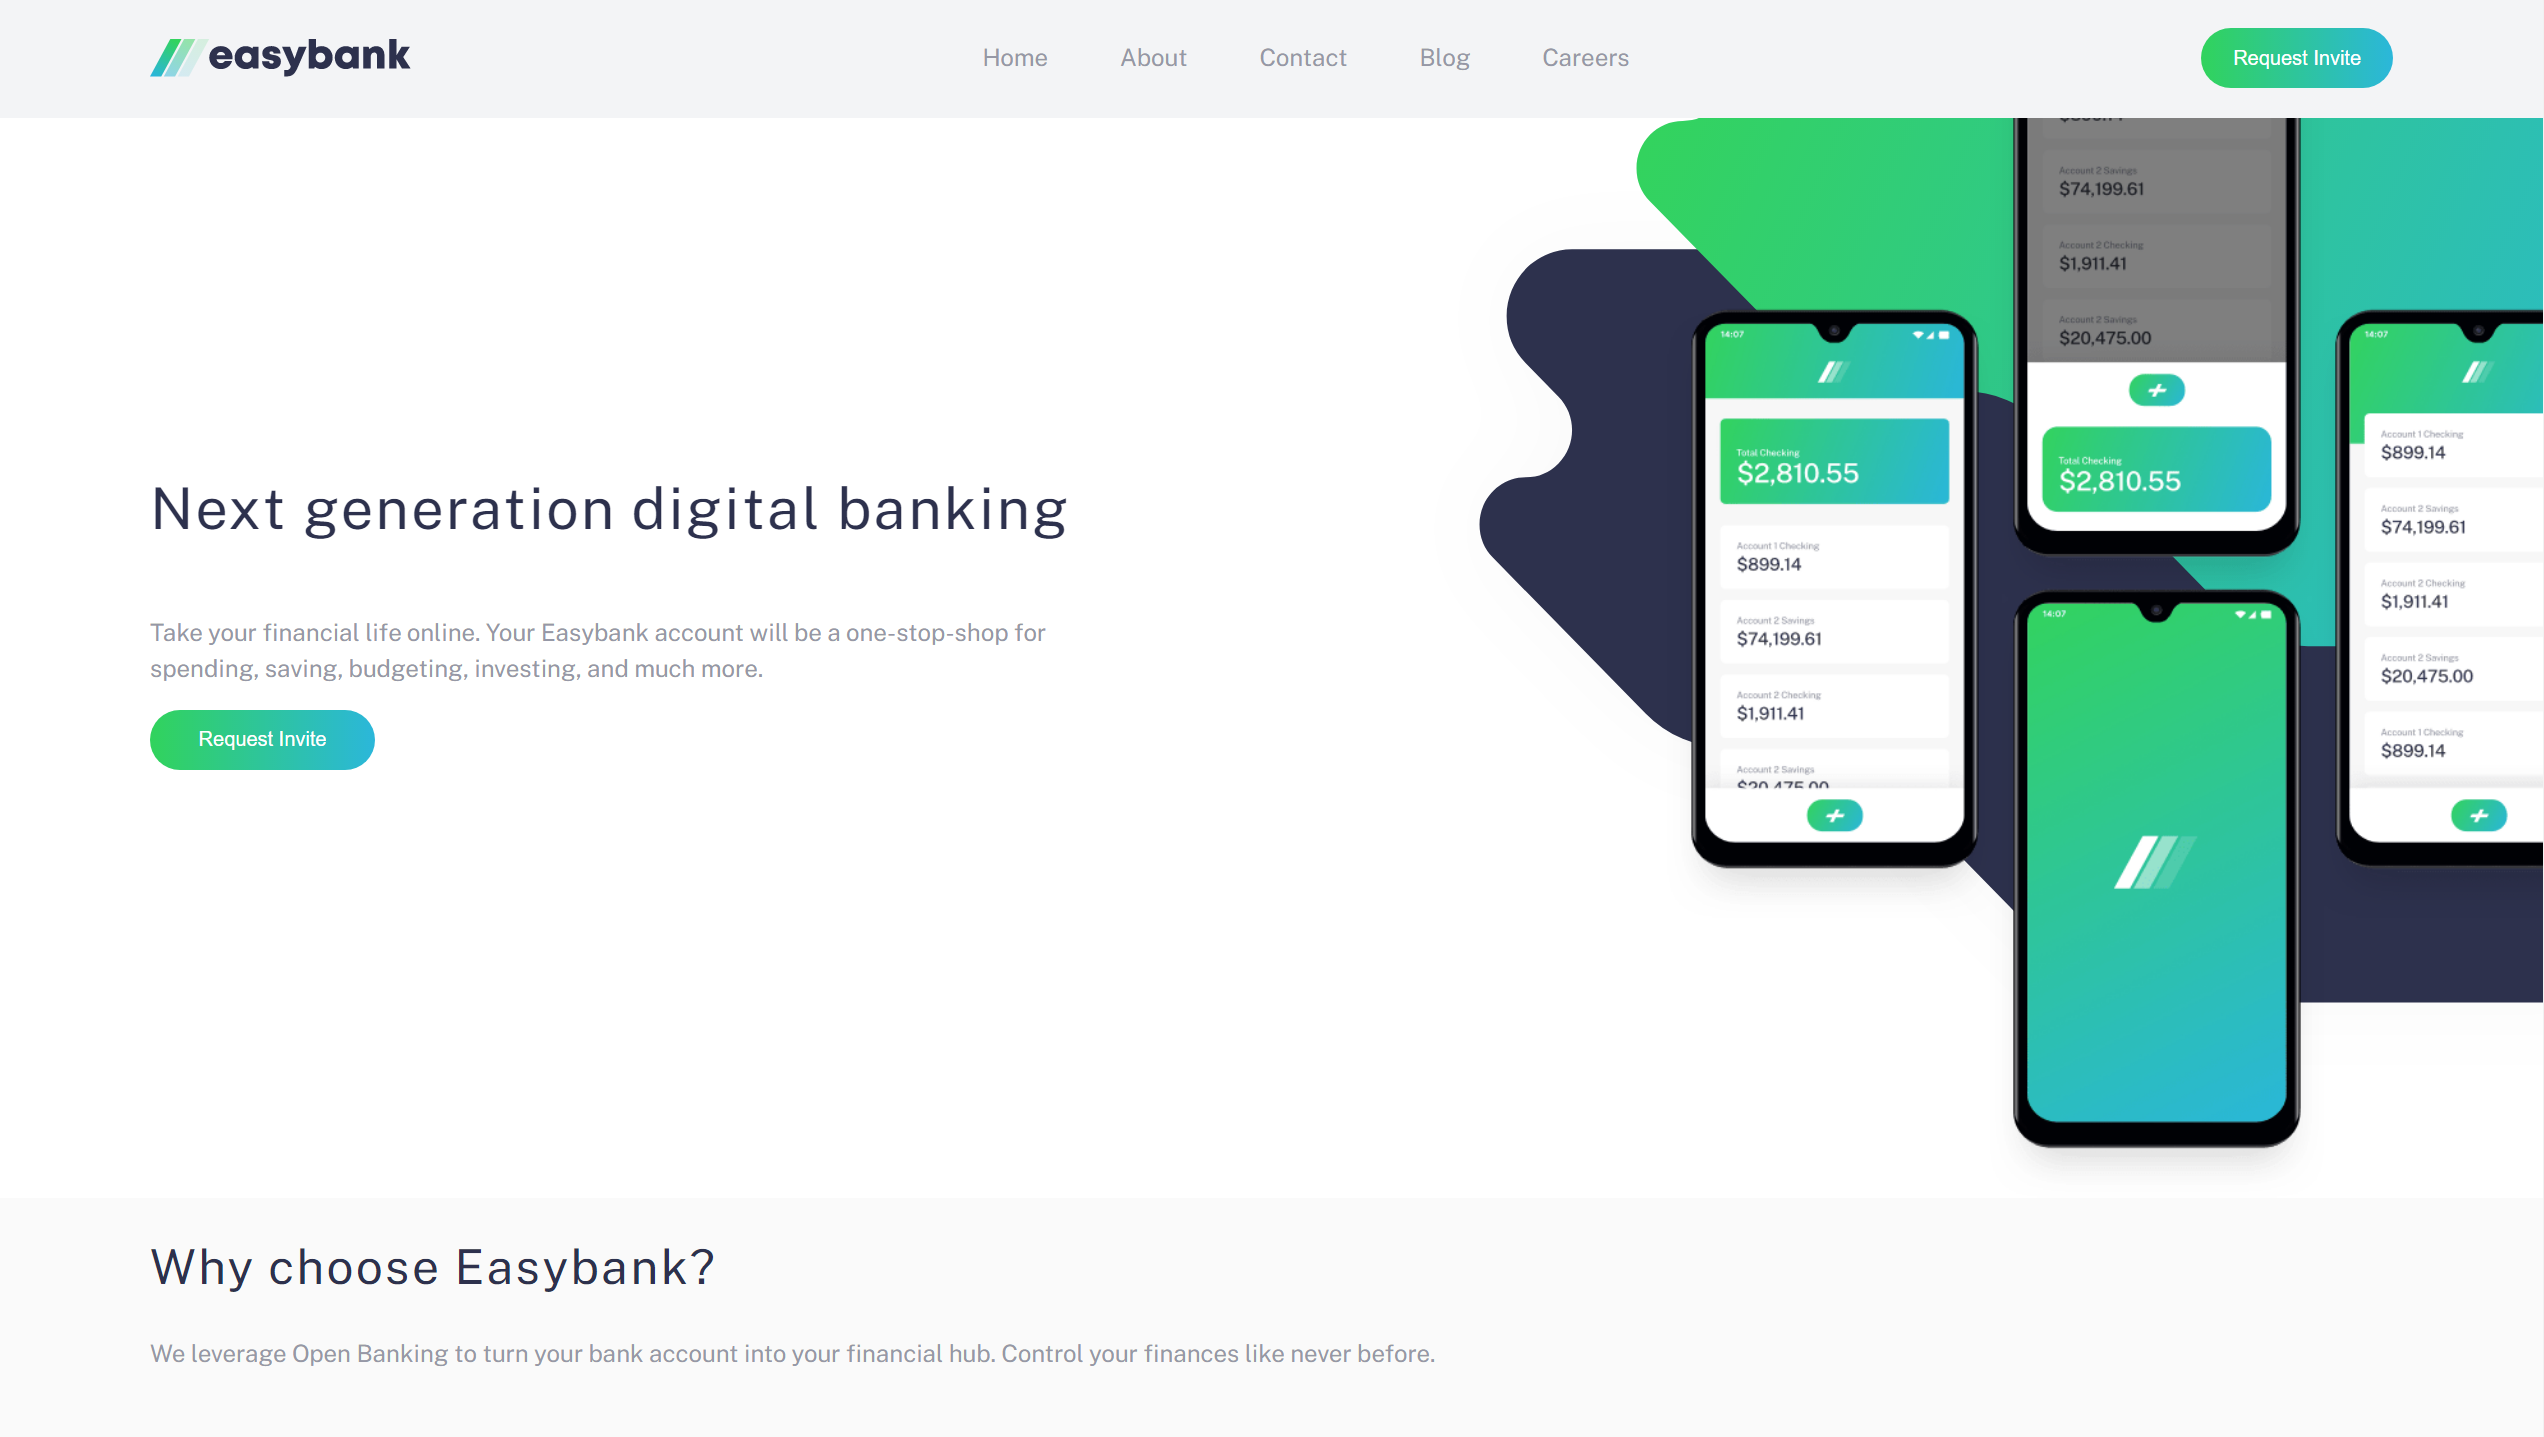 easybank
Home
About
Contact
Blog
Careers
Request Invite
Next generation digital banking
Take your financial life online. Your Easybank account will be a one-stop-shop for
spending, saving, budgeting, investing, and much more.
Request Invite
14:07
Total Checking
$2,810.55
Account 1 Checking
$899.14
Account 2 Savings
$74,199.61
Account 2 Checking
$1,911.41
Account 2 Savings
$20,475.00
Account 2 Savings
$74,199.61
Account 2 Checking
$1,911.41
Account 2 Savings
$20,475.00
Total Checking
$2,810.55
14:07
14:07
Account 1 Checking
$899.14
Account 2 Savings
$74,199.61
Account 2 Checking
$1,911.41
Account 2 Savings
$20,475.00
Account 1 Checking
$899.14
Why choose Easybank?
We leverage Open Banking to turn your bank account into your financial hub. Control your finances like never before.